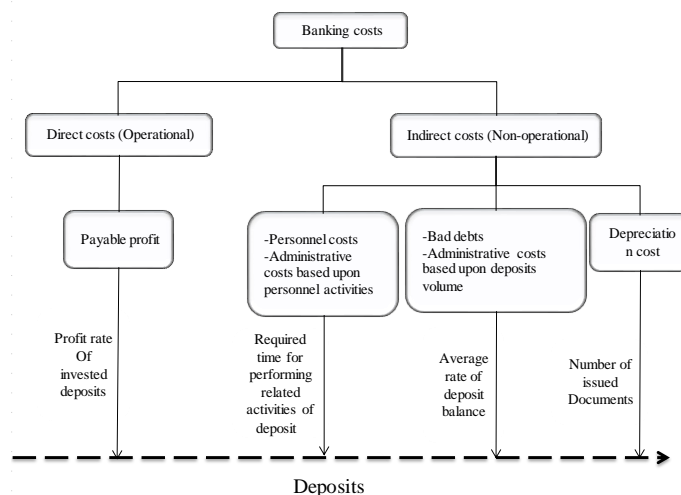 Banking costs
Direct costs (Operational)
Indirect costs (Non-operational)
Payable profit
-Personnel costs
-Administrative
costs based upon
personnel activities
-Bad debts
-Administrative costs
based upon deposits
volume
Depreciatio
n cost
Profit rate
Of
invested
deposits
Required
time for
performing
related
activities of
deposit
Average
rate of
deposit
balance
Number of
issued
Documents
Deposits